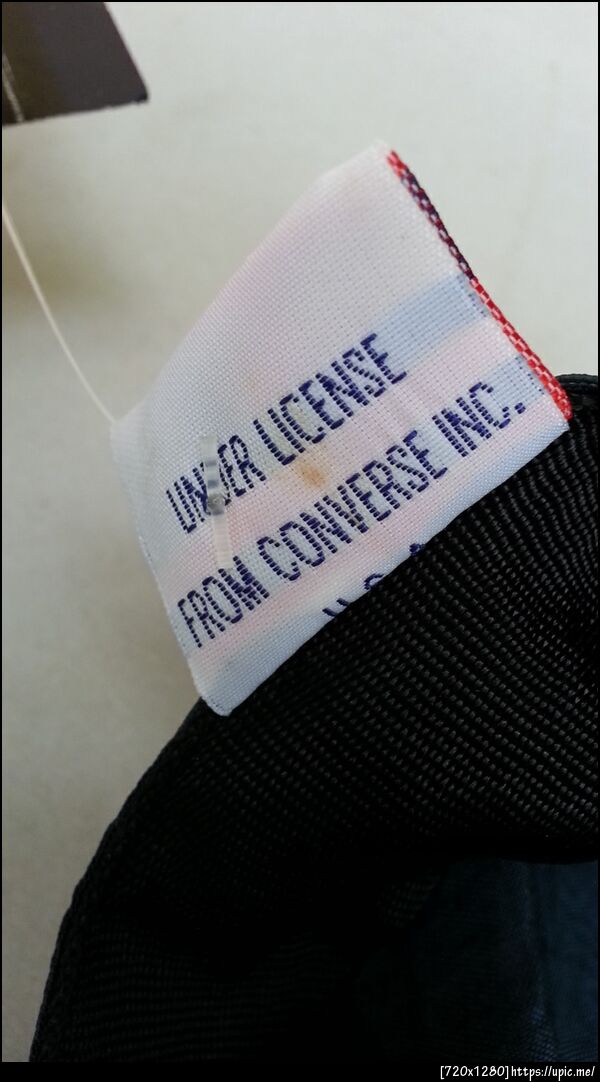 UNDER LICENSE
FROM CONVERSE INC.
[720x1280]https://upic.me/